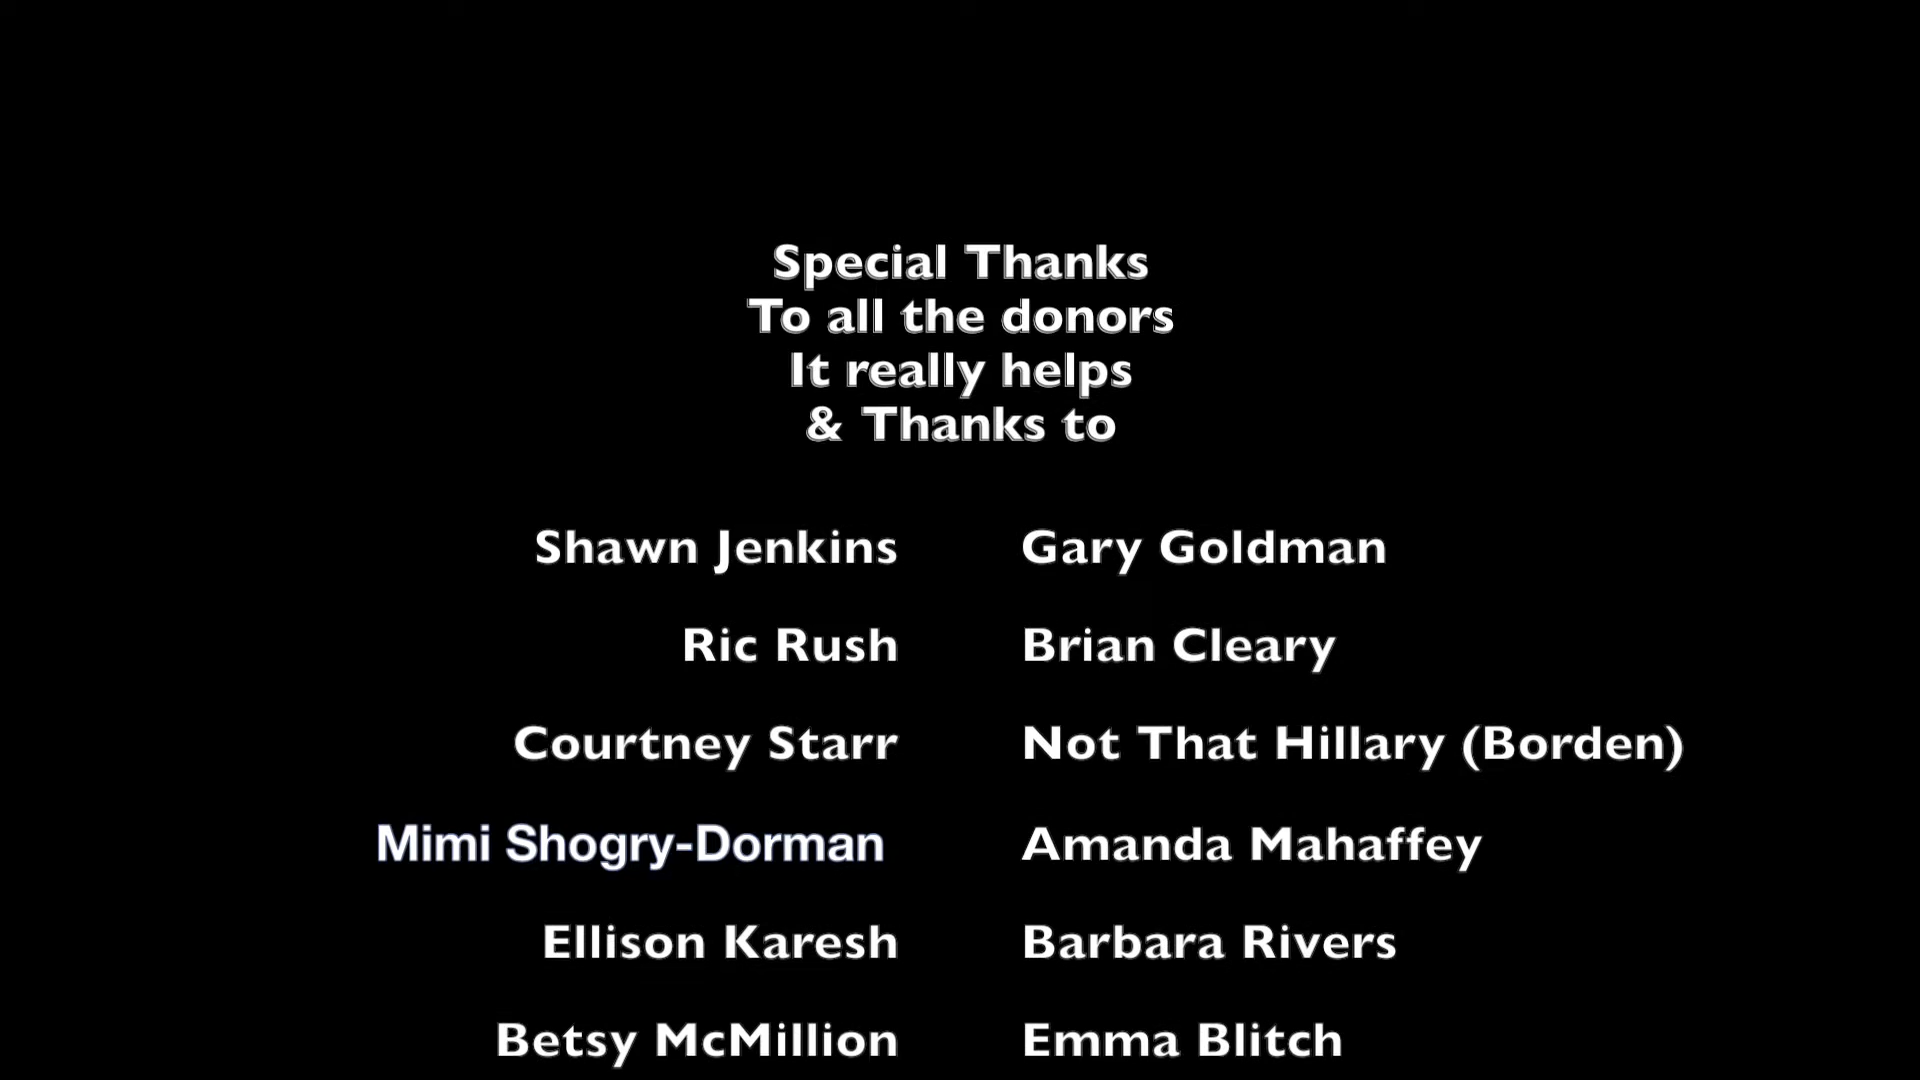 Special Thanks
To all the donors
It really helps
& Thanks to
Shawn Jenkins Gary Goldman
Ric Rush Brian Cleary
Courtney Starr Not That Hillary (Borden)
Mimi Shogry-Dorman Amanda Mahaffey
Ellison Karesh Barbara Rivers
Betsy McMillion Emma Blitch